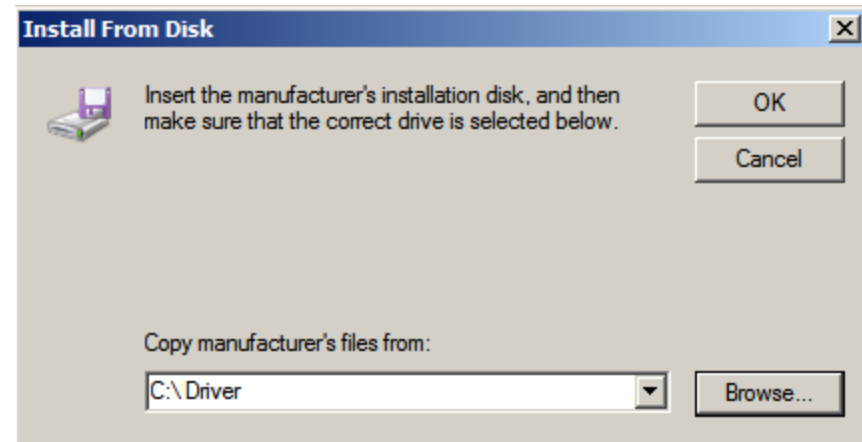 Install From Disk
Insert the manufacturer's installation disk, and then
make sure that the correct drive is selected below.
OK
Cancel
Copy manufacturer's files from:
C:\Driver
Browse...